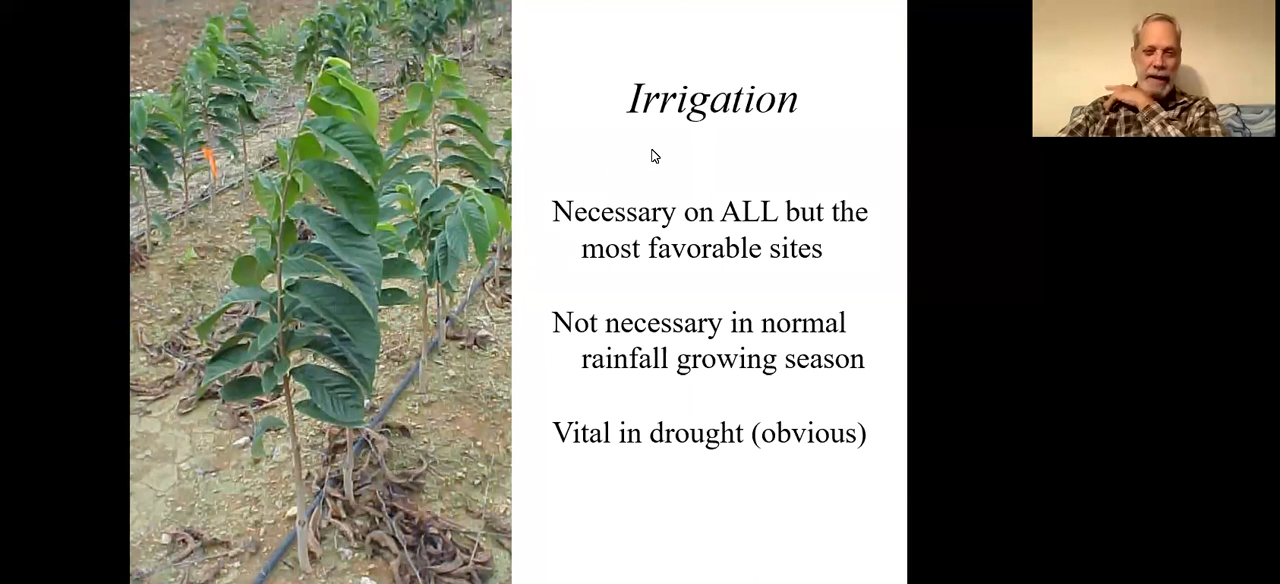 Irrigation
Necessary on ALL but the
most favorable sites
Not necessary in normal
rainfall growing season
Vital in drought (obvious)